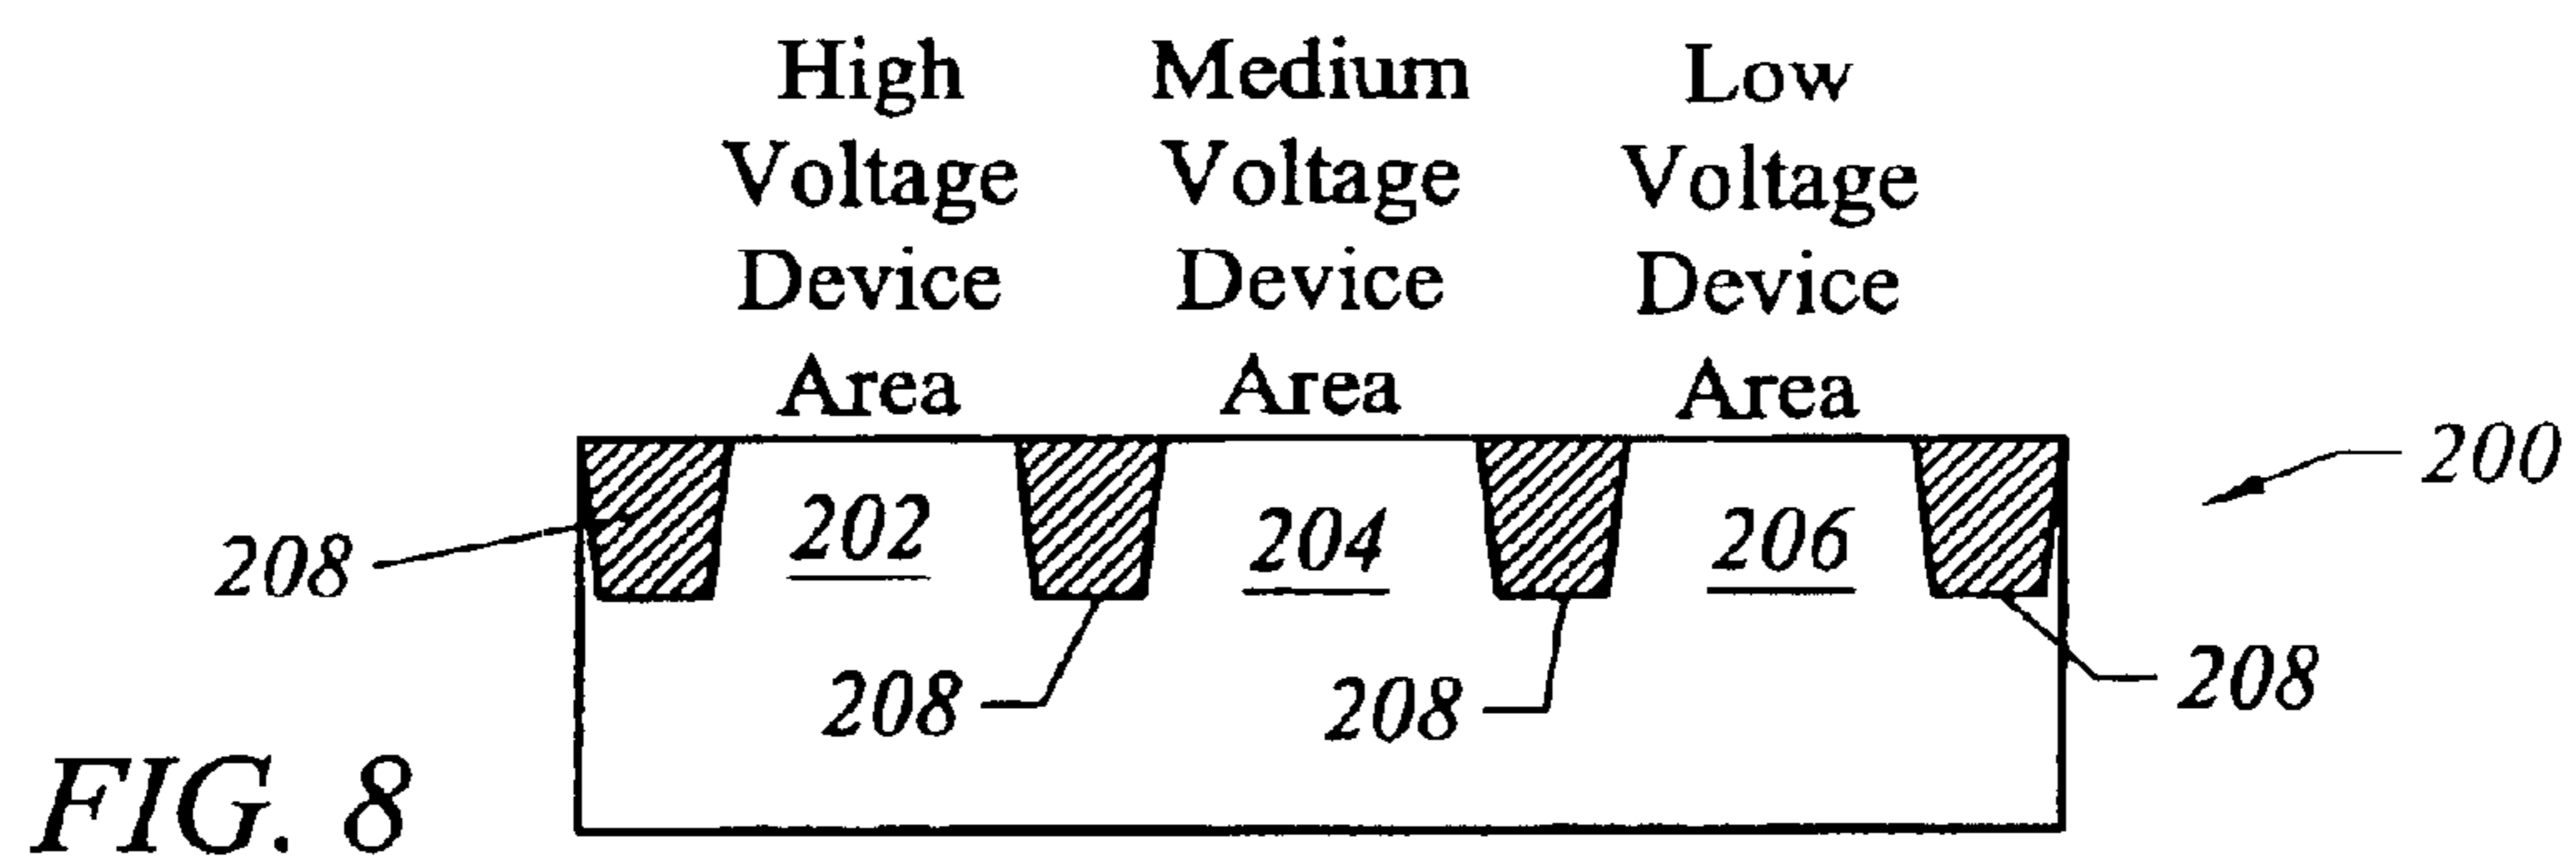 High Medium Low
Voltage Voltage Voltage
Device Device Device
Area Area Area
200
202 204 206
208
208 208 208
FIG. 8